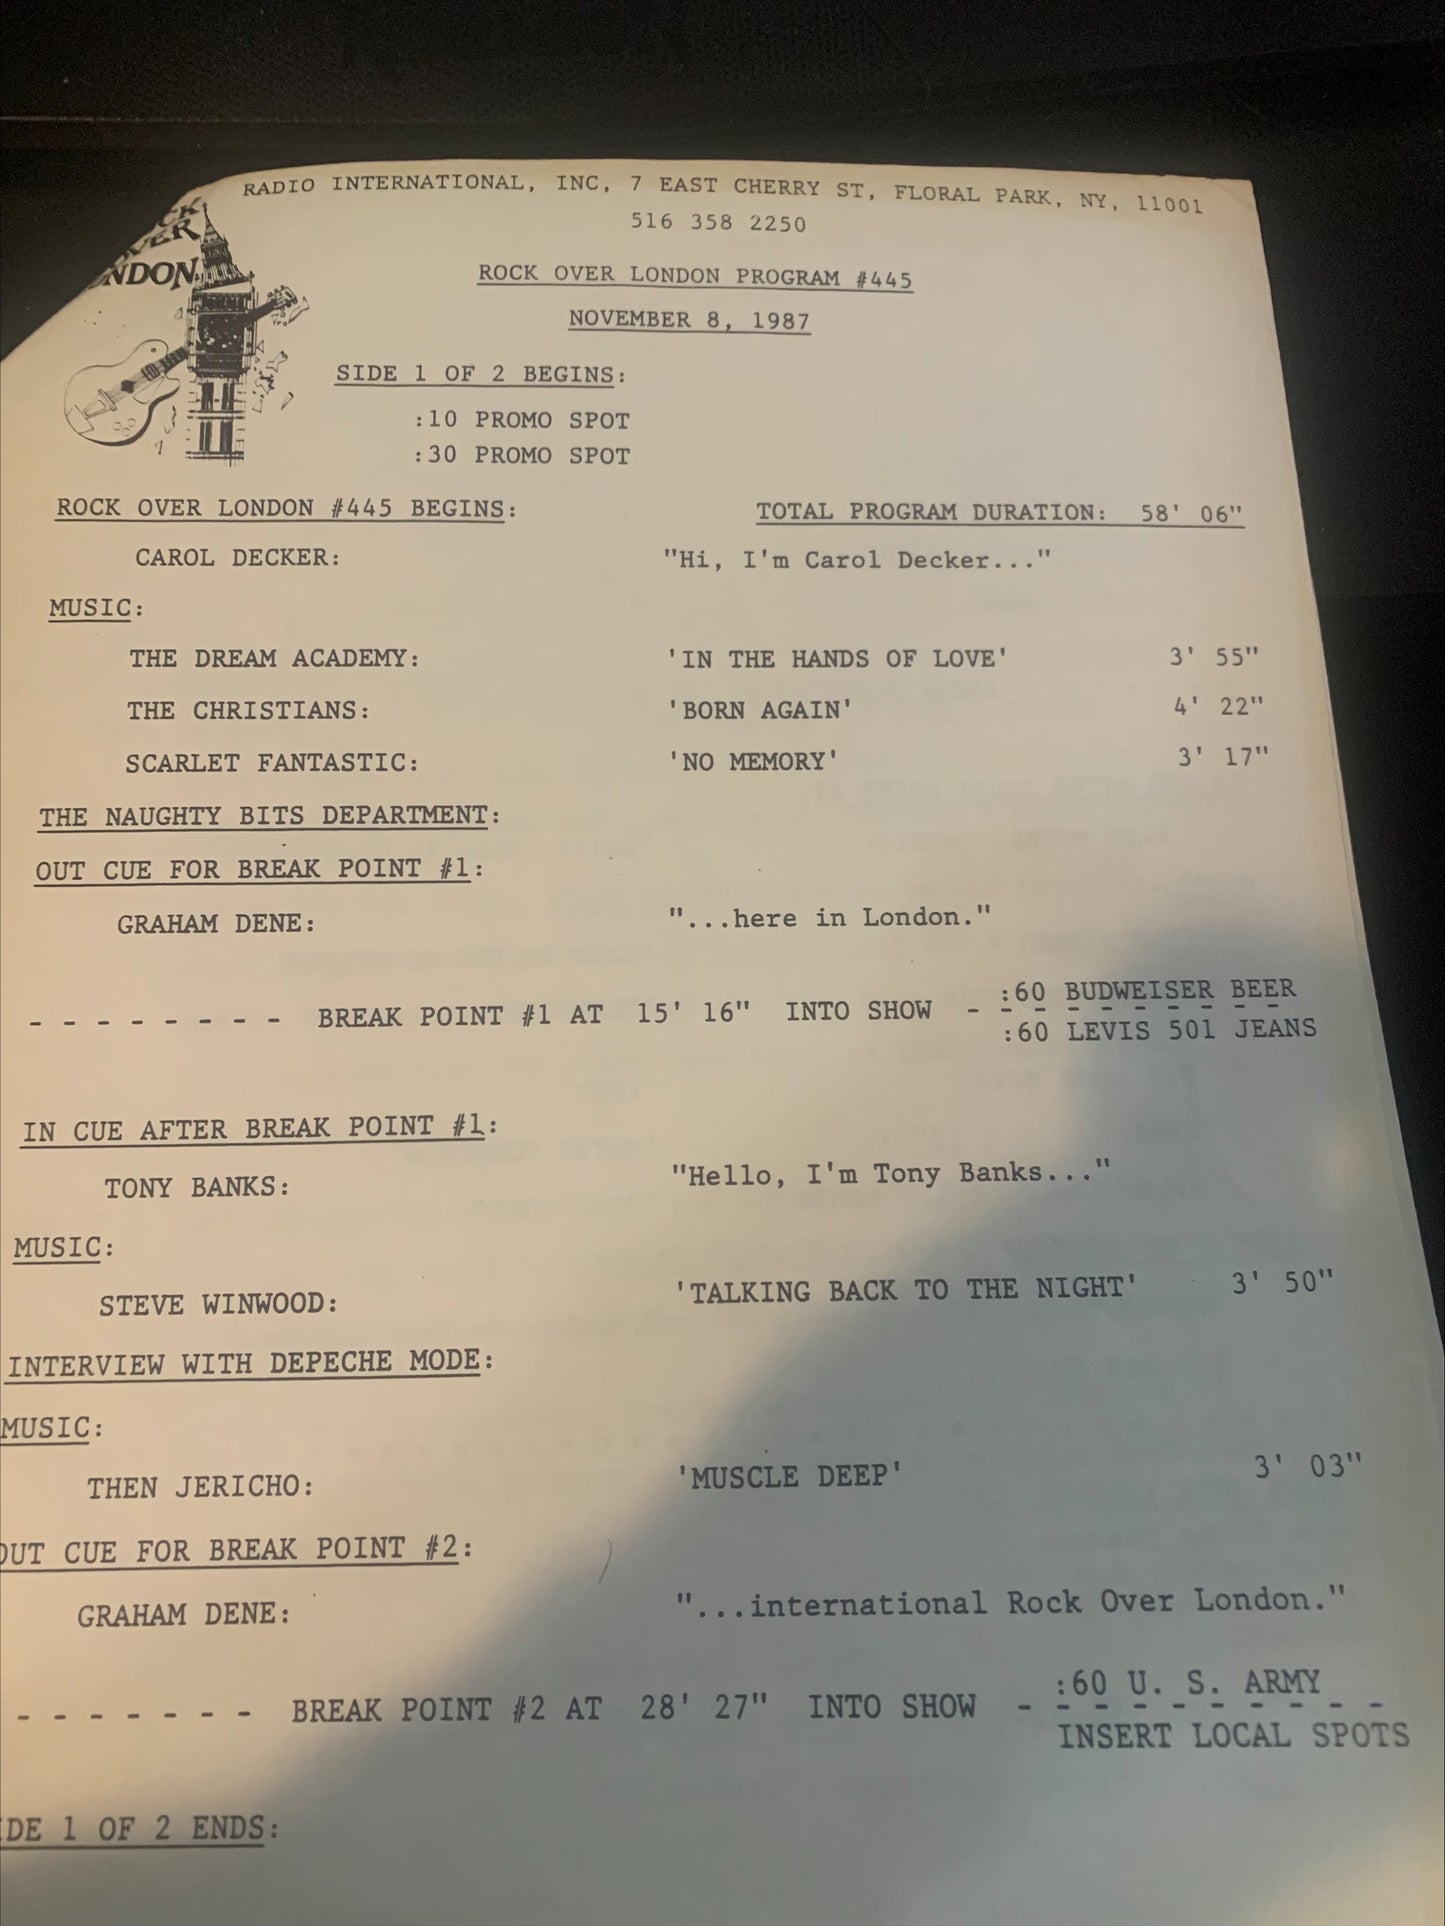 RADIO INTERNATIONAL, INC, 7 EAST CHERRY ST, FLORAL PARK, NY, 11001
516 358 2250
CK
VER
NDON
ROCK OVER LONDON PROGRAM #445
NOVEMBER 8, 1987
SIDE 1 OF 2 BEGINS:
:10 PROMO SPOT
:30 PROMO SPOT
ROCK OVER LONDON #445 BEGINS: TOTAL PROGRAM DURATION: 58' 06"
CAROL DECKER: "Hi, I'm Carol Decker..."
MUSIC:
THE DREAM ACADEMY: 'IN THE HANDS OF LOVE' 3' 55"
THE CHRISTIANS: 'BORN AGAIN' 4' 22"
SCARLET FANTASTIC: 'NO MEMORY' 3' 17"
THE NAUGHTY BITS DEPARTMENT:
OUT CUE FOR BREAK POINT #1:
GRAHAM DENE: "...here in London."
:60 BUDWEISER BEER
- - - - - - - - BREAK POINT #1 AT 15' 16" INTO SHOW - - - - - - - - - -
:60 LEVIS 501 JEANS
IN CUE AFTER BREAK POINT #1:
TONY BANKS: "Hello, I'm Tony Banks..."
MUSIC:
STEVE WINWOOD: 'TALKING BACK TO THE NIGHT' 3' 50"
INTERVIEW WITH DEPECHE MODE:
MUSIC:
THEN JERICHO: 'MUSCLE DEEP' 3' 03"
OUT CUE FOR BREAK POINT #2:
GRAHAM DENE: "...international Rock Over London."
:60 U. S. ARMY
- - - - - - - BREAK POINT #2 AT 28' 27" INTO SHOW - - - - - - - - - - -
INSERT LOCAL SPOTS
IDE 1 OF 2 ENDS: